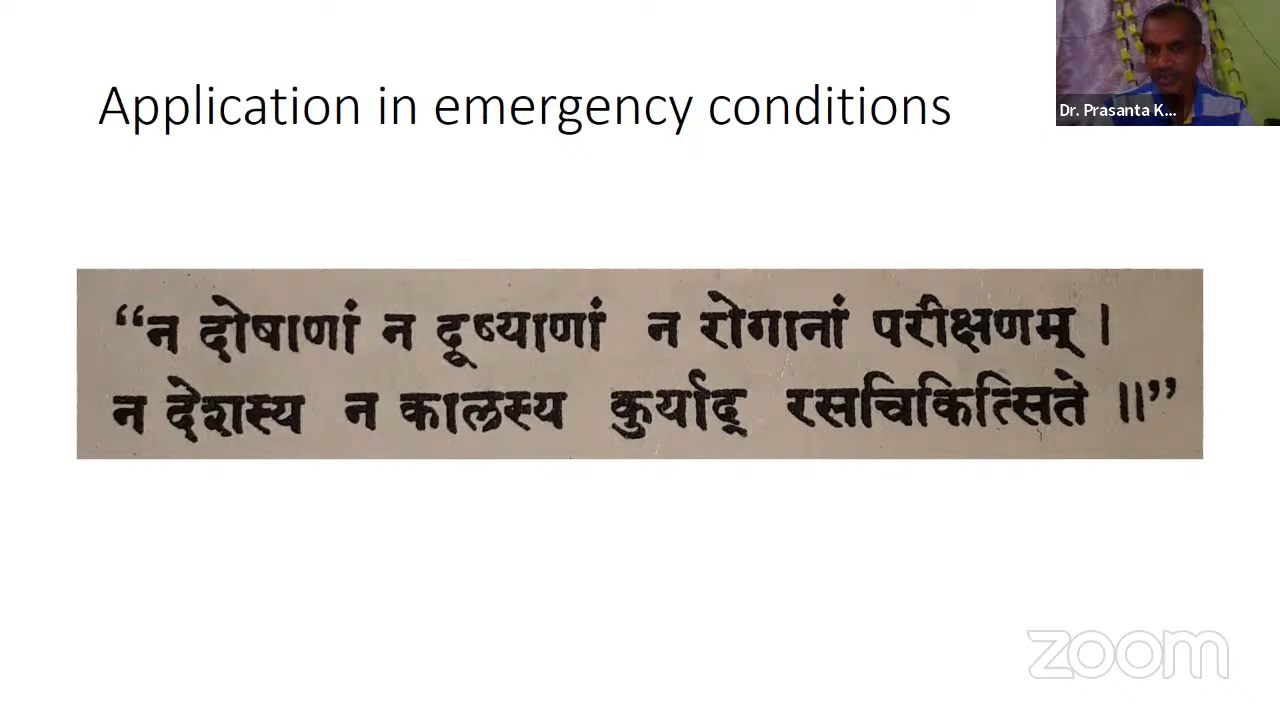 Application in emergency conditions
Dr. Prasanta K...
“न दोषाणां न दूष्याणां न रोगानां परीक्षणम् ।
न देशस्य न कालस्य कुर्याद् रसचिकित्सिते ॥”
zoom